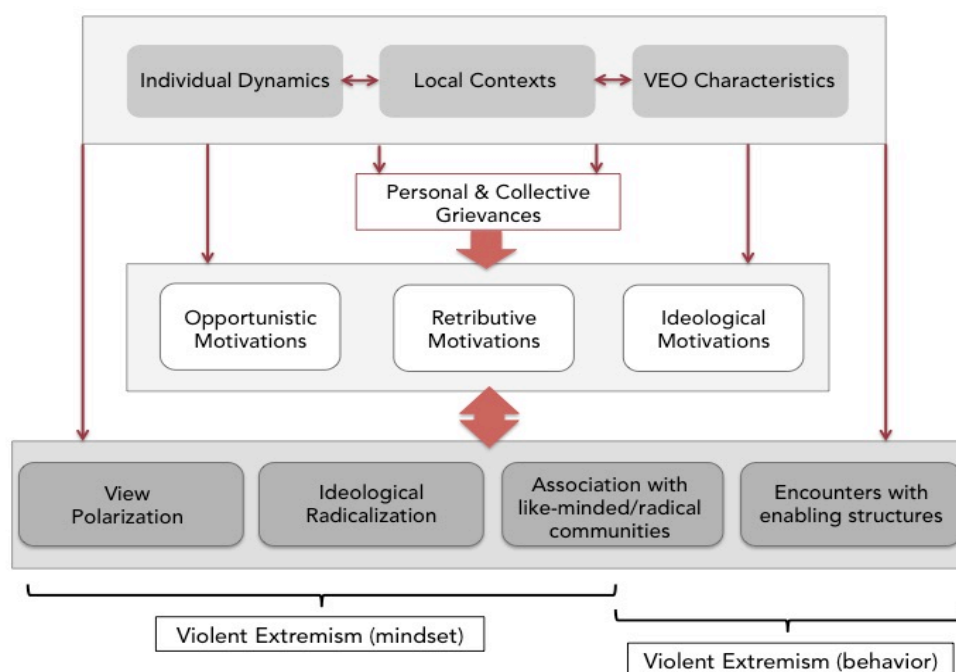 Individual Dynamics
Local Contexts
VEO Characteristics
Personal & Collective
Grievances
Opportunistic
Motivations
Retributive
Motivations
Ideological
Motivations
View
Polarization
Ideological
Radicalization
Association with
like-minded/radical
communities
Encounters with
enabling structures
Violent Extremism (mindset)
Violent Extremism (behavior)